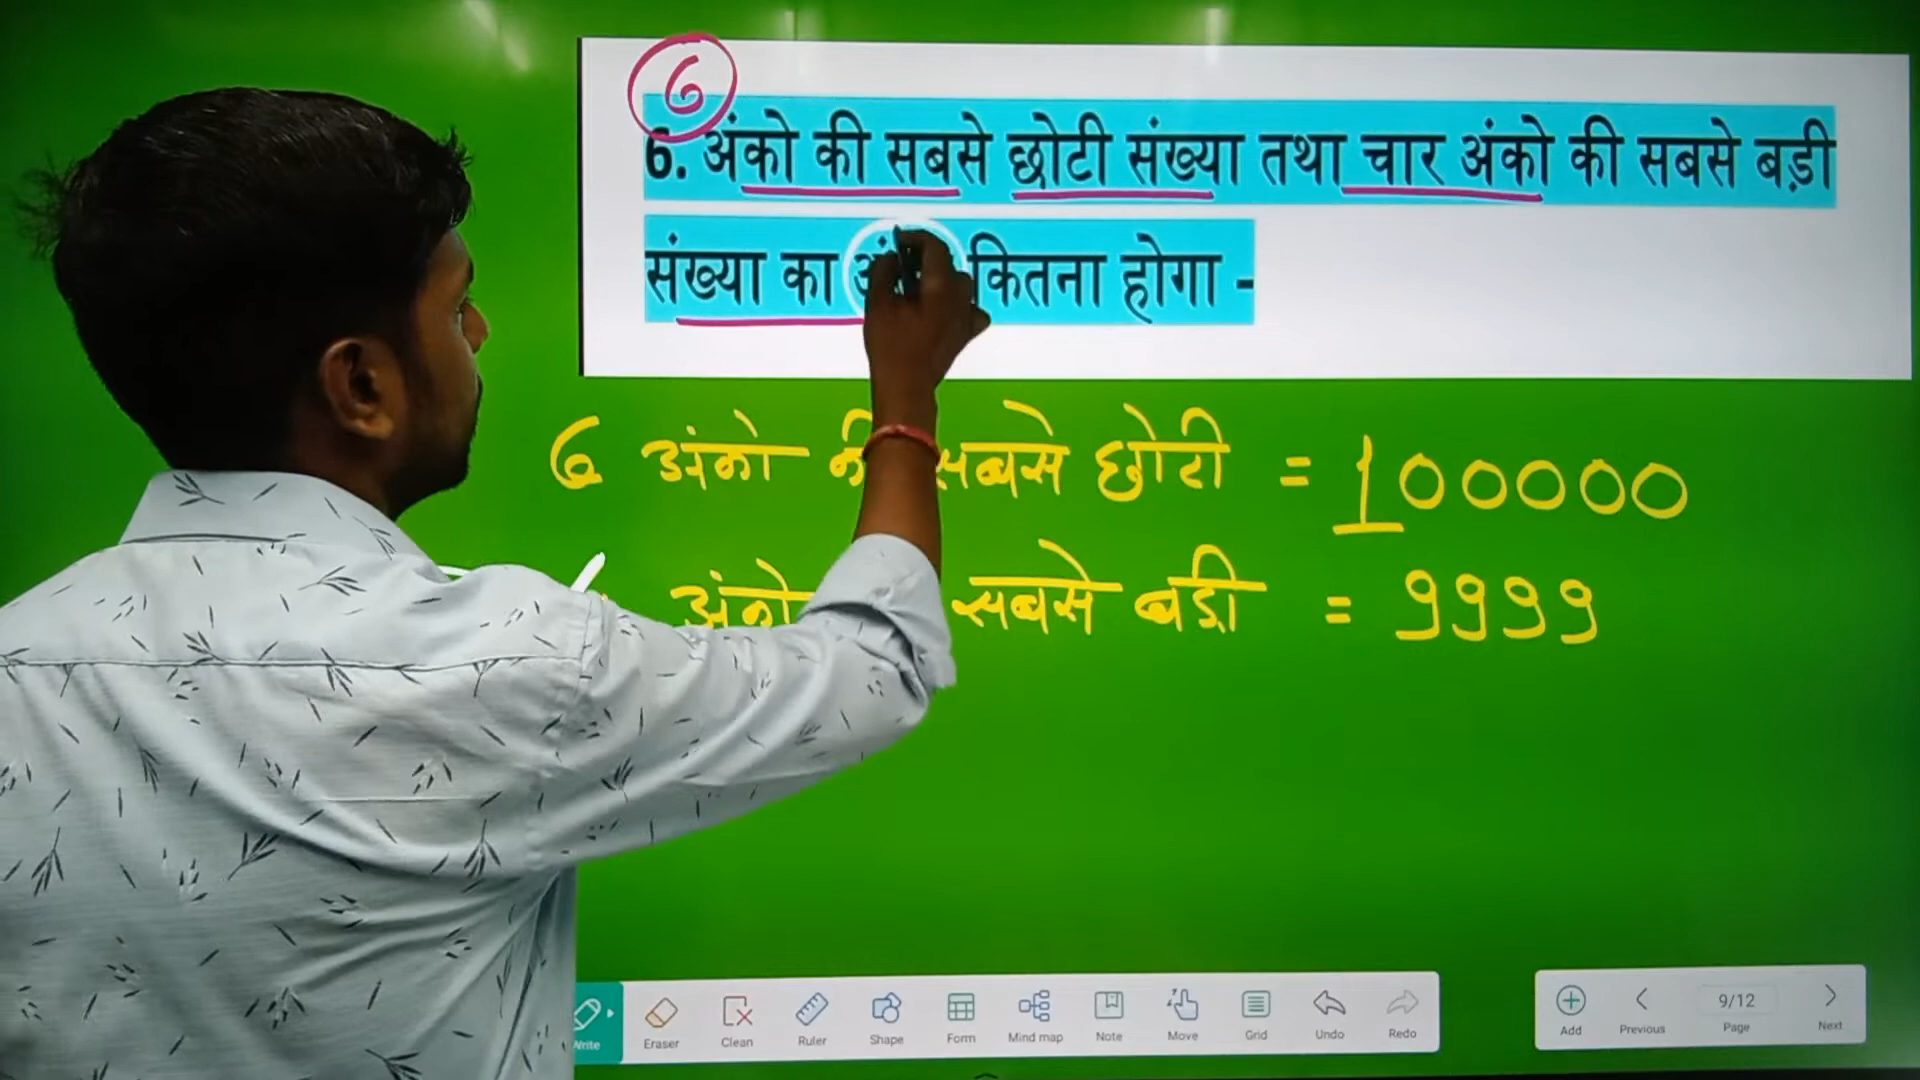 6
6. अंको की सबसे छोटी संख्या तथा चार अंको की सबसे बड़ी
संख्या का कितना होगा -
6 अंको की सबसे छोटी = 100000
अंको सबसे बड़ी = 9999
Write
Eraser
Clean
Ruler
Shape
Form
Mind map
Note
Move
Grid
Undo
Redo
Add
Previous
9/12
Page
Next